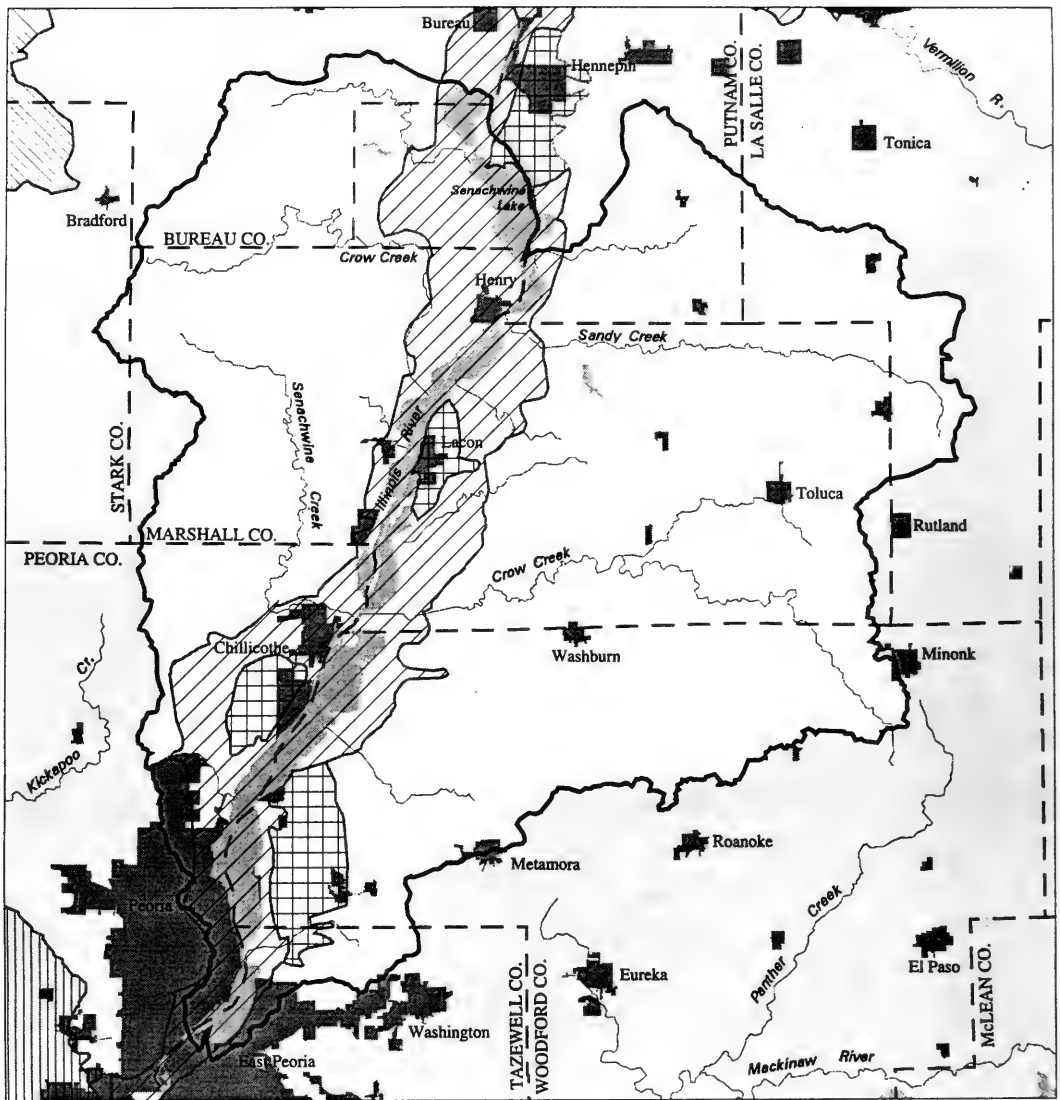 Bureau
Hennepin
PUTNAM CO.
LA SALLE CO.
Vermilion
R.
Tonica
Bradford
Senachwine
Lake
BUREAU CO.
Crow Creek
Henry
Sandy Creek
Senachwine
Creek
STARK CO.
Illinois
River
Lacon
Toluca
Rutland
MARSHALL CO.
PEORIA CO.
Crow Creek
Chillicothe
Washburn
Minonk
Kickapoo
Cr.
Metamora
Roanoke
Peoria
Panther
Creek
Eureka
El Paso
McLEAN CO.
Washington
East Peoria
TAZEWELL CO.
WOODFORD CO.
Mackinaw River